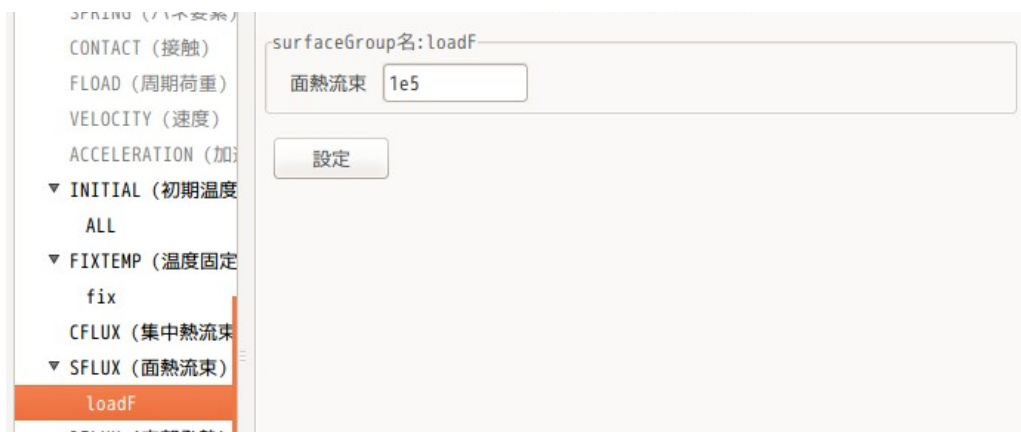 CONTACT (接触)
FLOAD (周期荷重)
VELOCITY (速度)
ACCELERATION (加
▼ INITIAL (初期温度
ALL
▼ FIXTEMP (温度固定
fix
CFLUX (集中熱流束
▼ SFLUX (面熱流束)
loadF
surfaceGroup名:loadF
面熱流束 1e5
設定